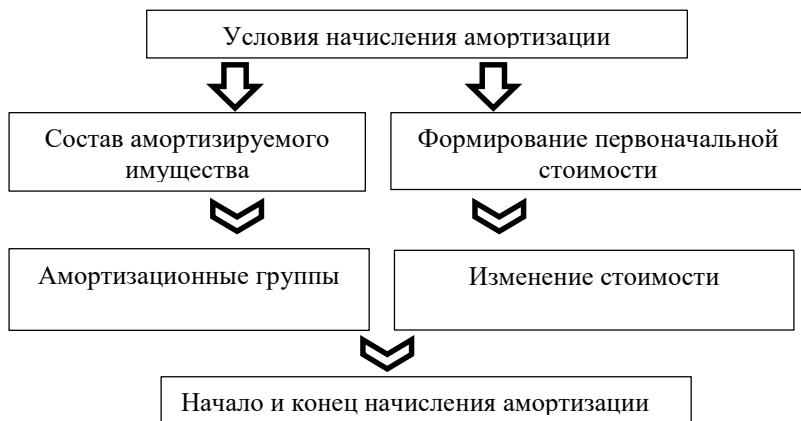 Условия начисления амортизации
Состав амортизируемого
имущества
Формирование первоначальной
стоимости
Амортизационные группы
Изменение стоимости
Начало и конец начисления амортизации